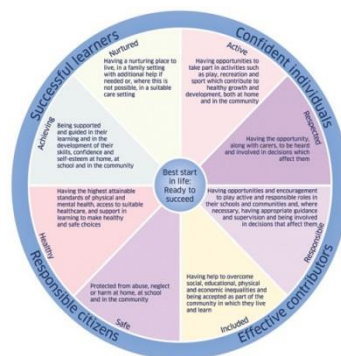 Successful learners
Confident individuals
Nurtured
Having a nurturing place to
live, in a family setting
with additional help if
needed or, where this
is not possible, in a suitable
care setting
Active
Having opportunities to
take part in activities such
as play, recreation and
sport which contribute to
healthy growth and
development, both at home
and in the community
Achieving
Being supported
and guided in their
learning and in the
development of their
skills, confidence and
self-esteem at home, at
school and in the community
Respected
Having the opportunity,
along with carers, to be heard
and involved in decisions which
affect them
Best start
in life:
Ready to
succeed
Healthy
Having the highest attainable
standards of physical and
mental health, access to suitable
healthcare, and support in
learning to make healthy
and safe choices
Having opportunities and encouragement
to play active and responsible roles in
their schools and communities and, where
necessary, having appropriate guidance
and supervision and being involved
in decisions that affect them
Responsible
Protected from abuse, neglect
or harm at home, at school
and in the community
Safe
Having help to overcome
social, educational, physical
and economic inequalities and
being accepted as part of the
community in which they live
and learn
Included
Responsible citizens
Effective contributors